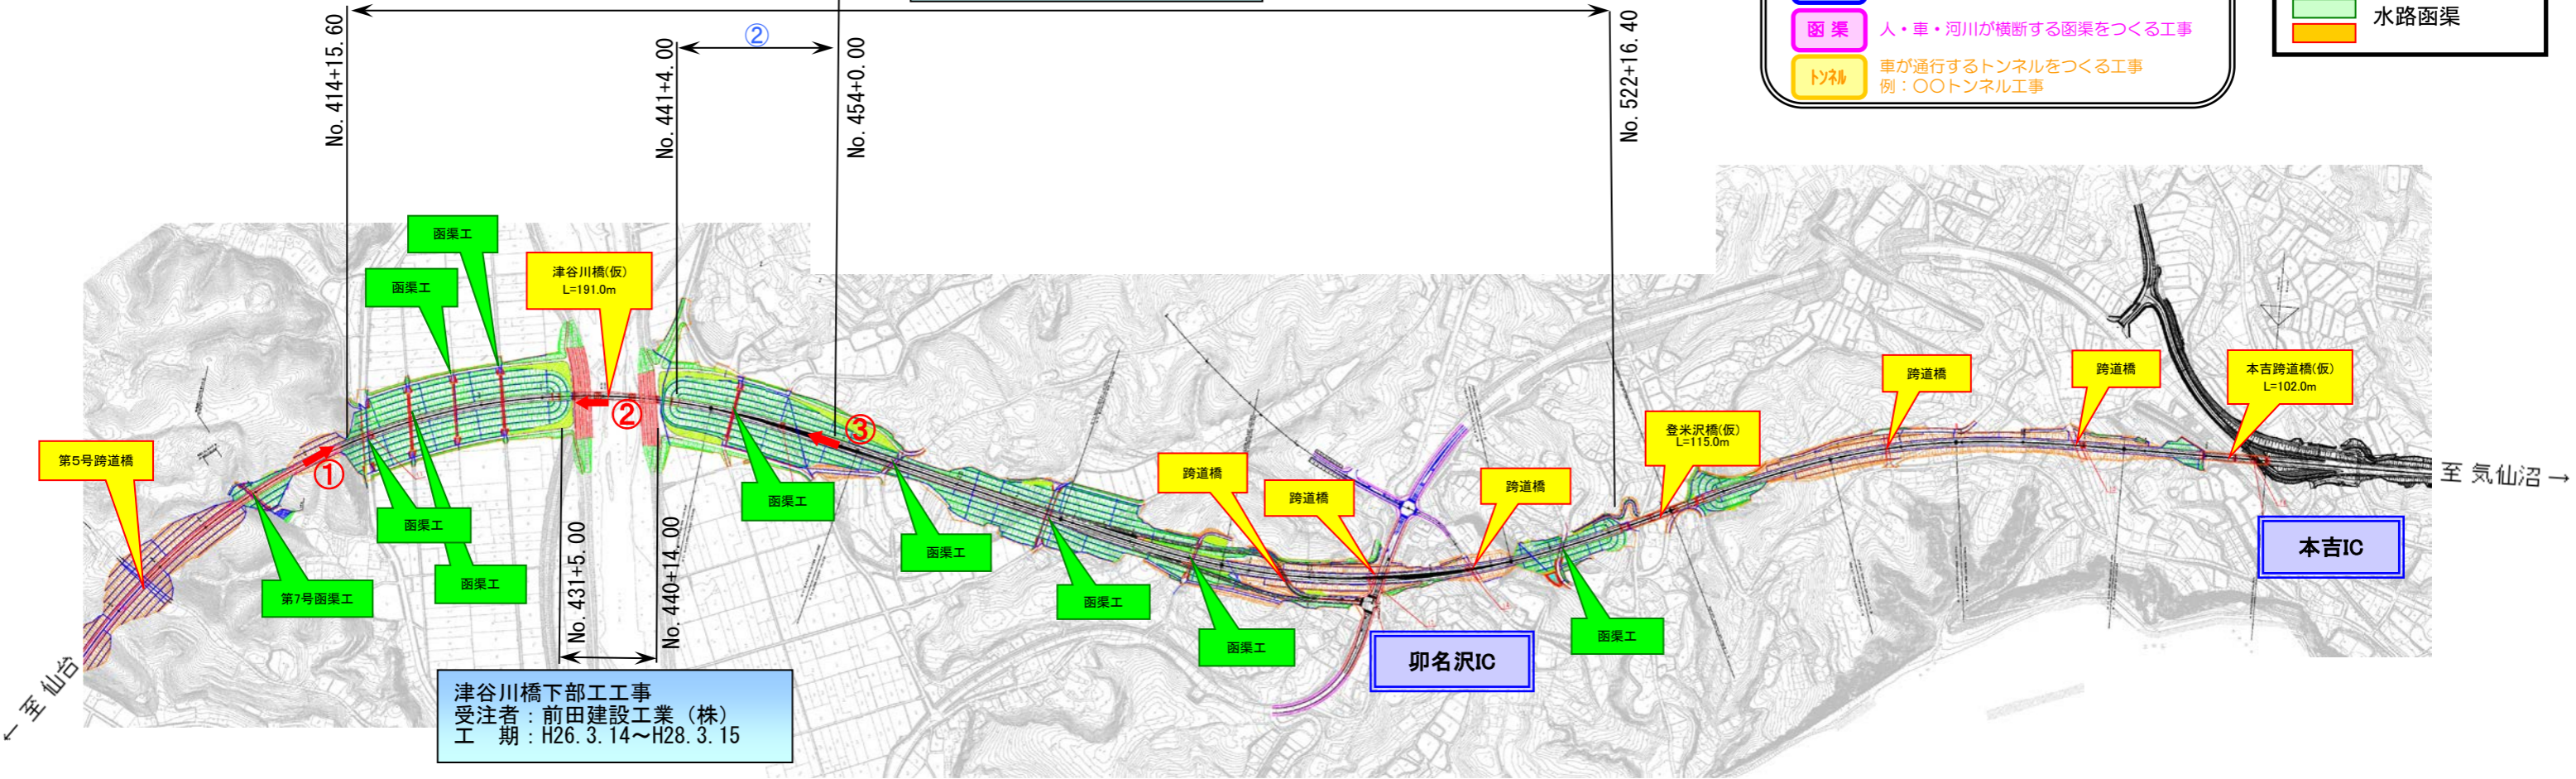 No. 414+15. 60
No. 441+4. 00
②
No. 454+0. 00
No. 522+16. 40
函 渠
人・車・河川が横断する函渠をつくる工事
トンネル
車が通行するトンネルをつくる工事
例：〇〇トンネル工事
水路函渠
函渠工
函渠工
津谷川橋(仮)
L=191.0m
第5号跨道橋
①
②
③
第7号函渠工
函渠工
函渠工
函渠工
函渠工
函渠工
函渠工
跨道橋
跨道橋
跨道橋
登米沢橋(仮)
L=115.0m
函渠工
跨道橋
跨道橋
本吉跨道橋(仮)
L=102.0m
至 気仙沼 →
本吉IC
卯名沢IC
No. 431+5. 00
No. 440+14. 00
← 至 仙台
津谷川橋下部工工事
受注者：前田建設工業（株）
工　期：H26. 3. 14～H28. 3. 15